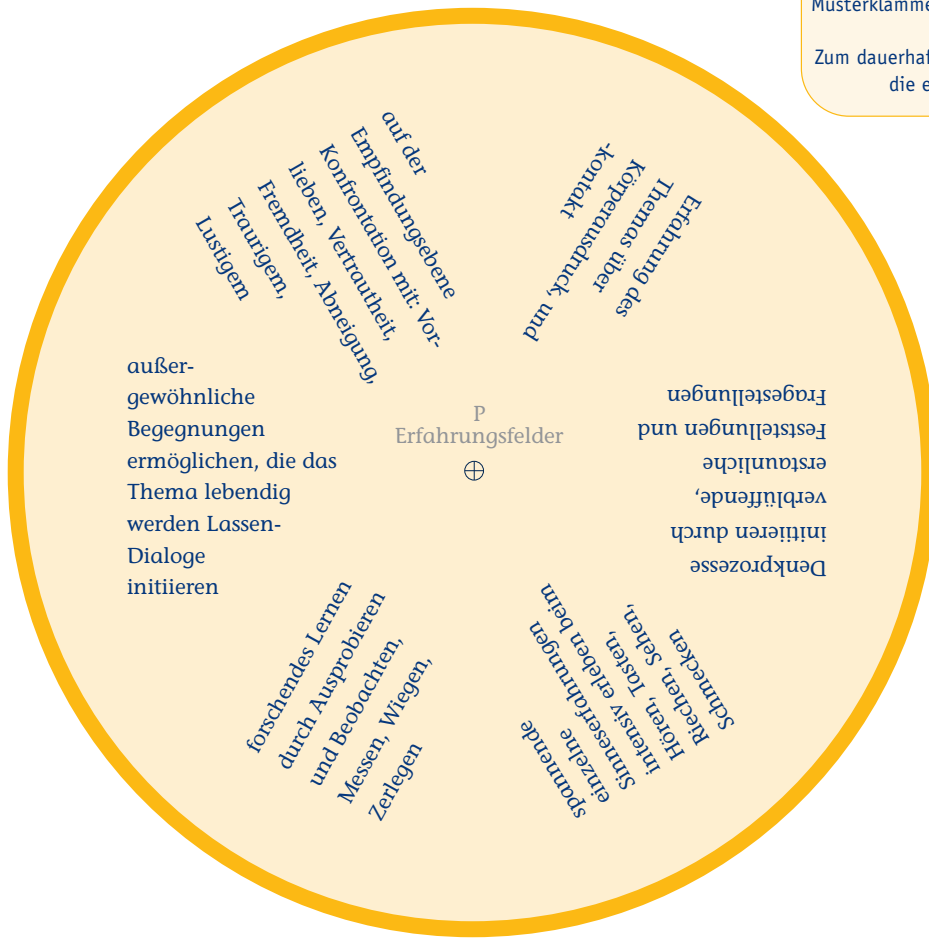 Musterklamme
Zum dauerhaf
die e
auf der
Empfindungsebene
Konfrontation mit: Vor-
lieben, Vertrautheit,
Fremdheit, Abneigung,
Traurigem,
Lustigem
Erfahrung des
Themas über
Körperausdruck, und
-kontakt
außer-
gewöhnliche
Begegnungen
ermöglichen, die das
Thema lebendig
werden Lassen-
Dialoge
initiieren
P
Erfahrungsfelder
Denkprozesse
initiieren durch
verblüffende,
erstaunliche
Feststellungen und
Fragestellungen
forschendes Lernen
durch Ausprobieren
und Beobachten,
Messen, Wiegen,
Zerlegen
spannende
einzelne
Sinneserfahrungen
intensiv erleben beim
Hören, Tasten,
Riechen, Sehen,
Schmecken